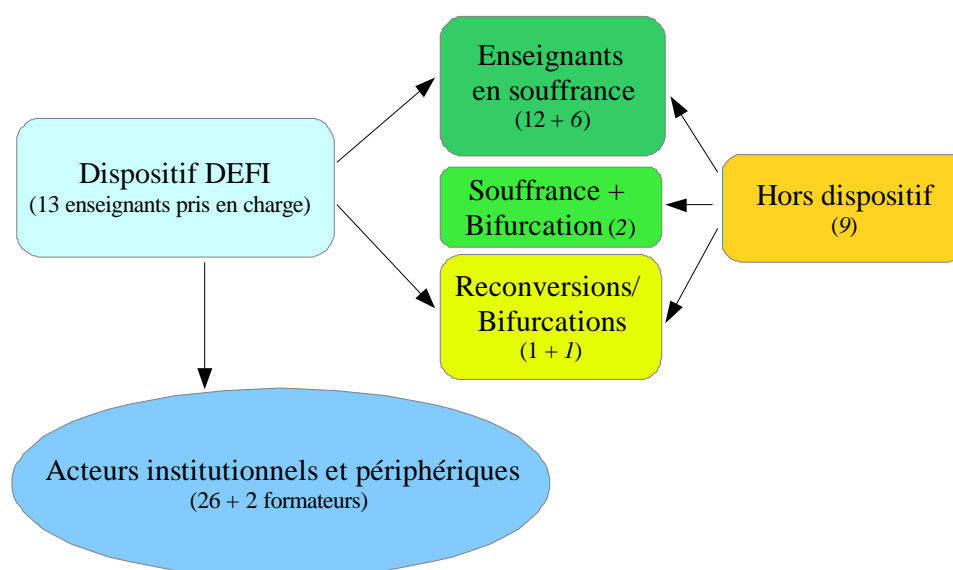 Enseignants
en souffrance
(12 + 6)
Dispositif DEFI
(13 enseignants pris en charge)
Souffrance +
Bifurcation (2)
Hors dispositif
(9)
Reconversions/
Bifurcations
(1 + 1)
Acteurs institutionnels et périphériques
(26 + 2 formateurs)